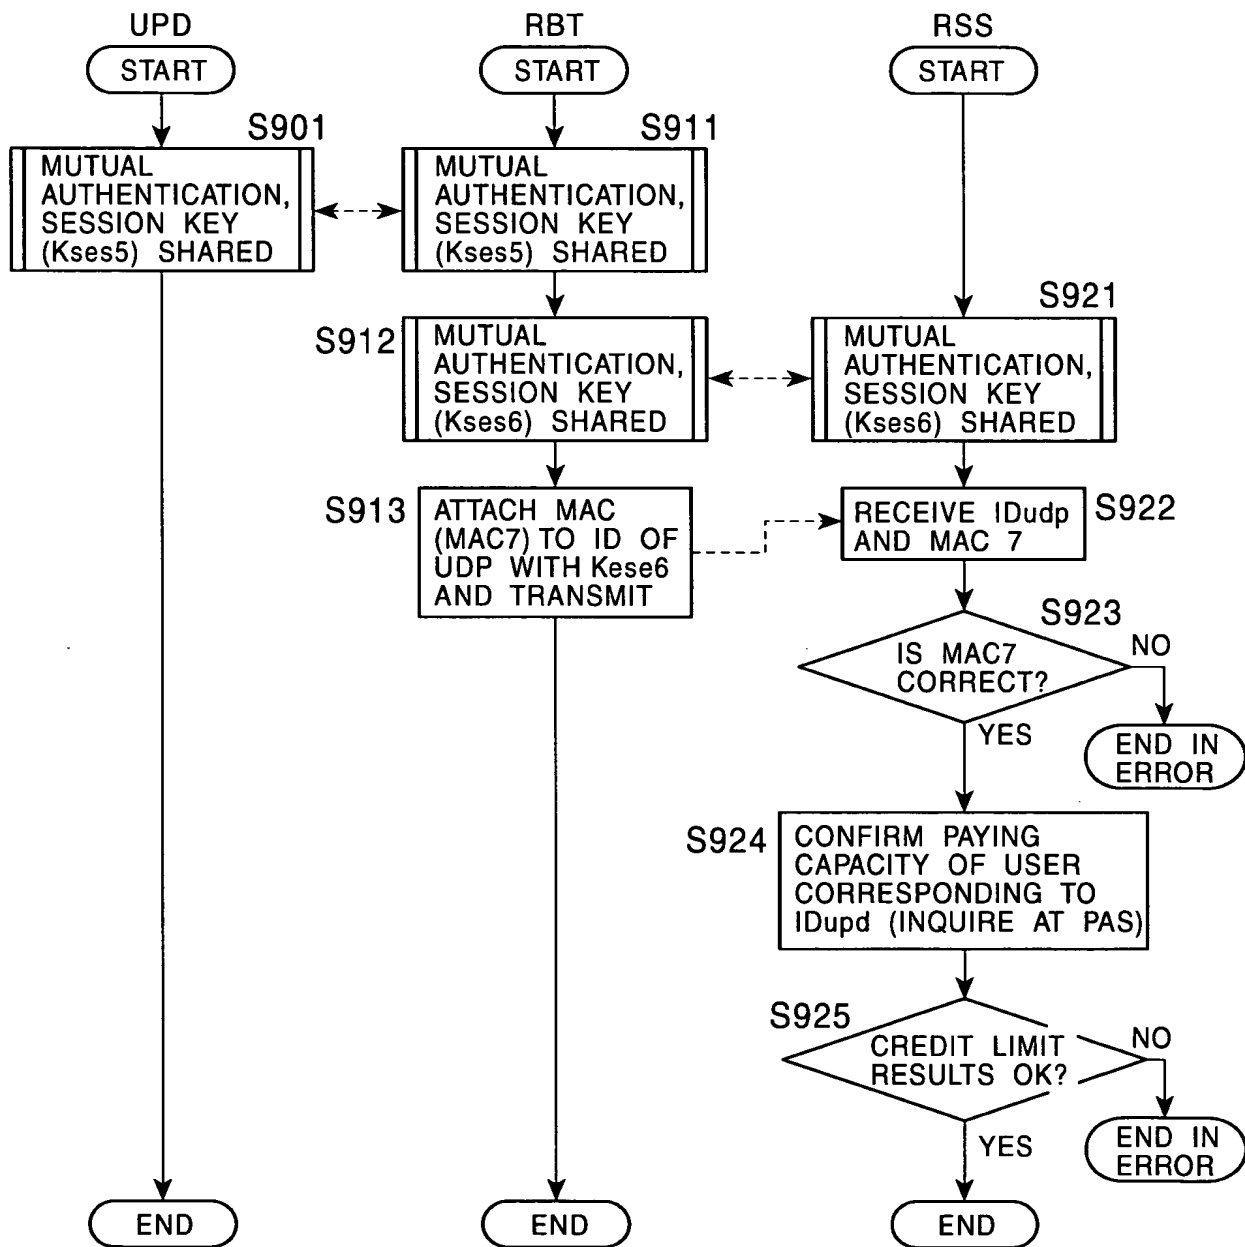 UPD
RBT
RSS
START
START
START
S901
S911
MUTUAL
AUTHENTICATION,
SESSION KEY
(Kses5) SHARED
MUTUAL
AUTHENTICATION,
SESSION KEY
(Kses5) SHARED
S912
S921
MUTUAL
AUTHENTICATION,
SESSION KEY
(Kses6) SHARED
MUTUAL
AUTHENTICATION,
SESSION KEY
(Kses6) SHARED
S913
ATTACH MAC
(MAC7) TO ID OF
UDP WITH Kese6
AND TRANSMIT
RECEIVE IDudp
AND MAC 7
S922
S923
IS MAC7
CORRECT?
NO
YES
END IN
ERROR
S924
CONFIRM PAYING
CAPACITY OF USER
CORRESPONDING TO
IDupd (INQUIRE AT PAS)
S925
CREDIT LIMIT
RESULTS OK?
NO
YES
END IN
ERROR
END
END
END